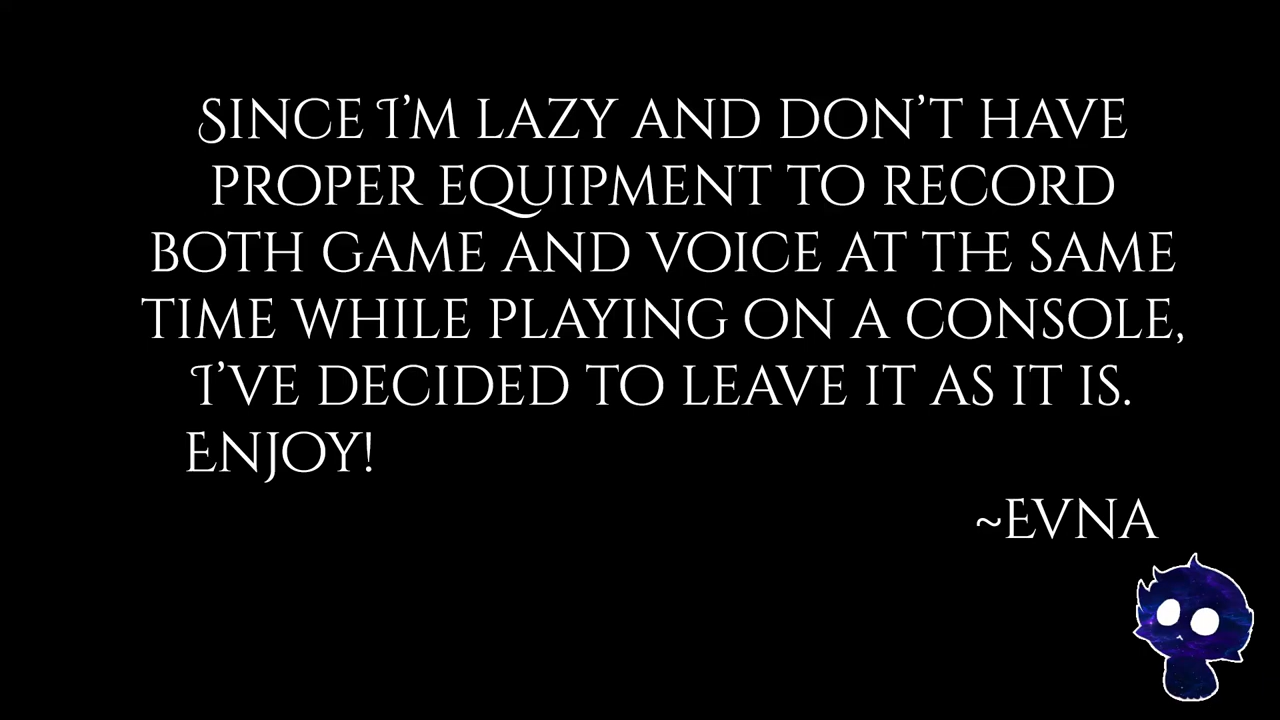 Since I'm lazy and don't have
proper equipment to record
both game and voice at the same
time while playing on a console,
I've decided to leave it as it is.
Enjoy!
~Evna